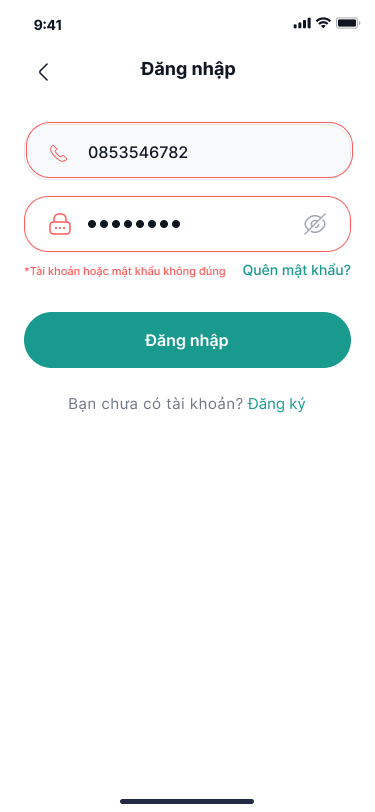 9:41
Đăng nhập
0853546782
*Tài khoản hoặc mật khẩu không đúng
Quên mật khẩu?
Đăng nhập
Bạn chưa có tài khoản? Đăng ký